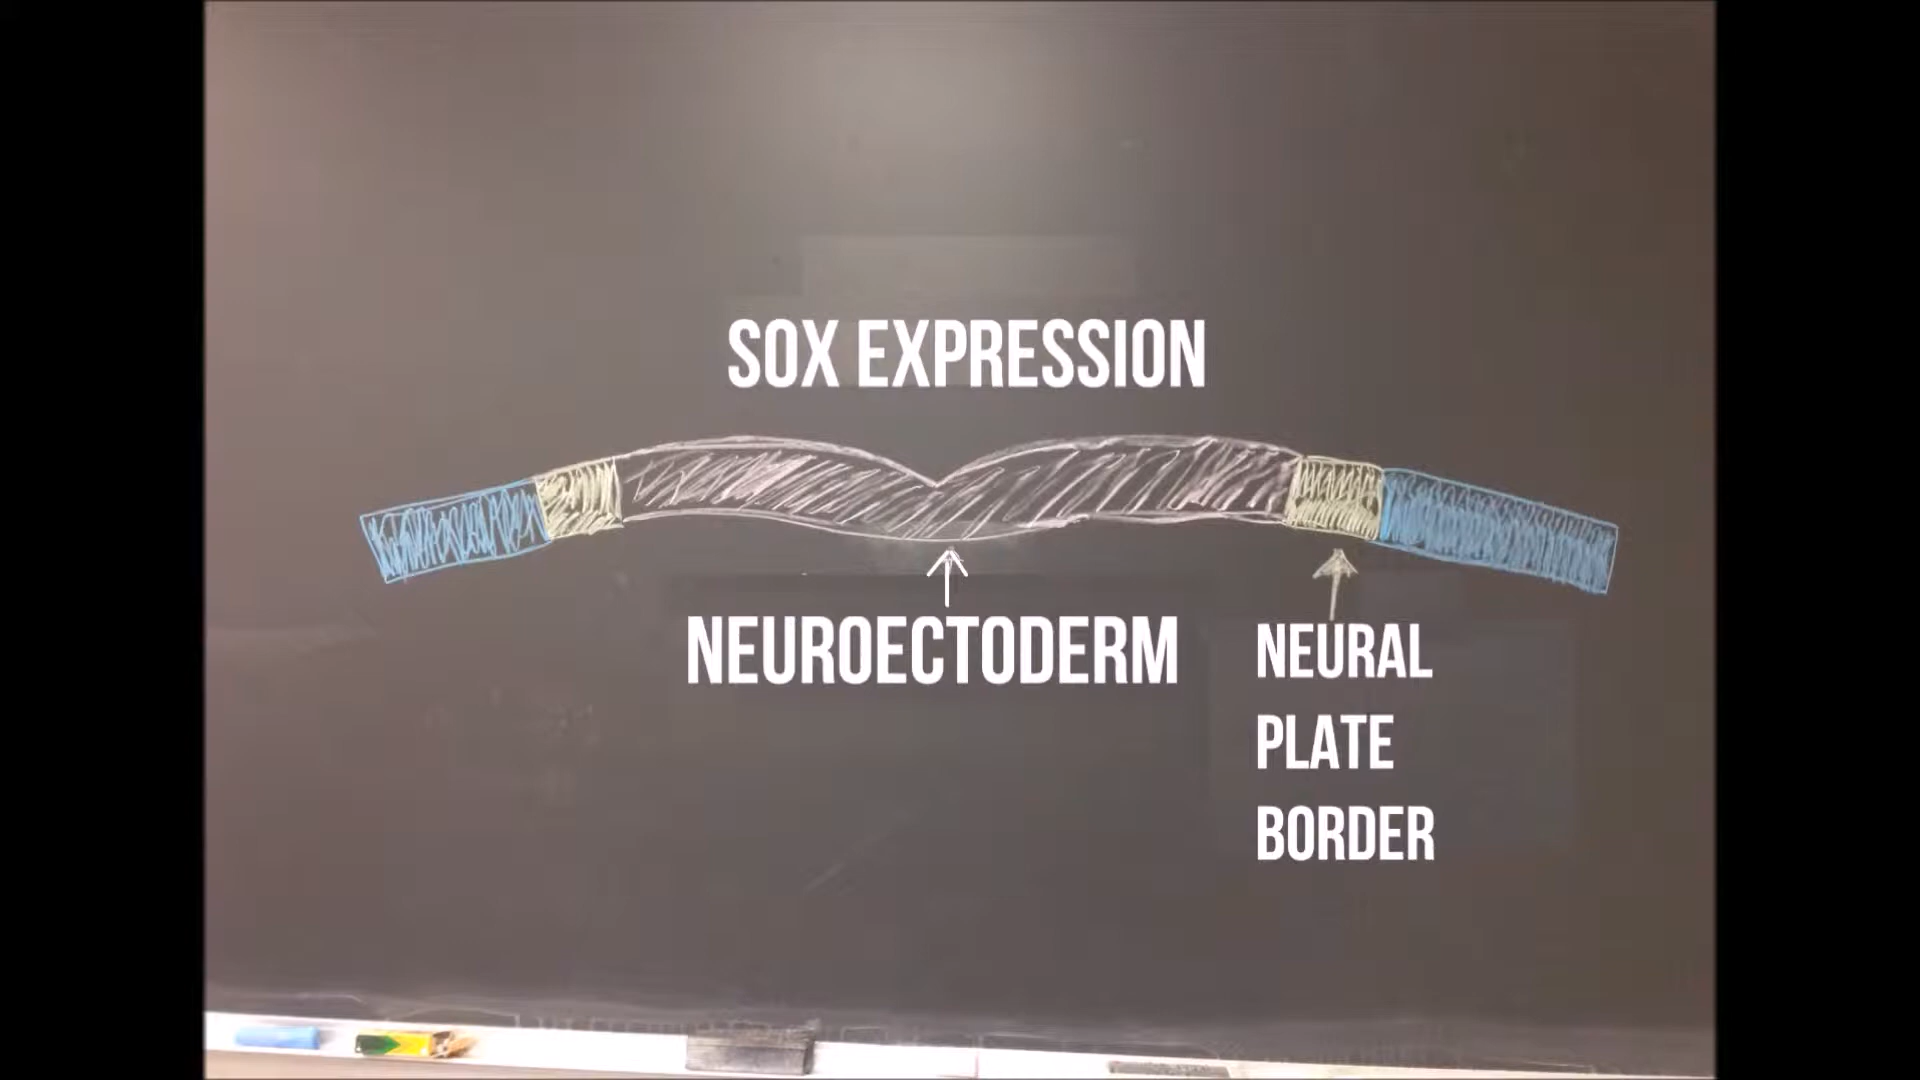 SOX EXPRESSION
NEUROECTODERM
NEURAL
PLATE
BORDER